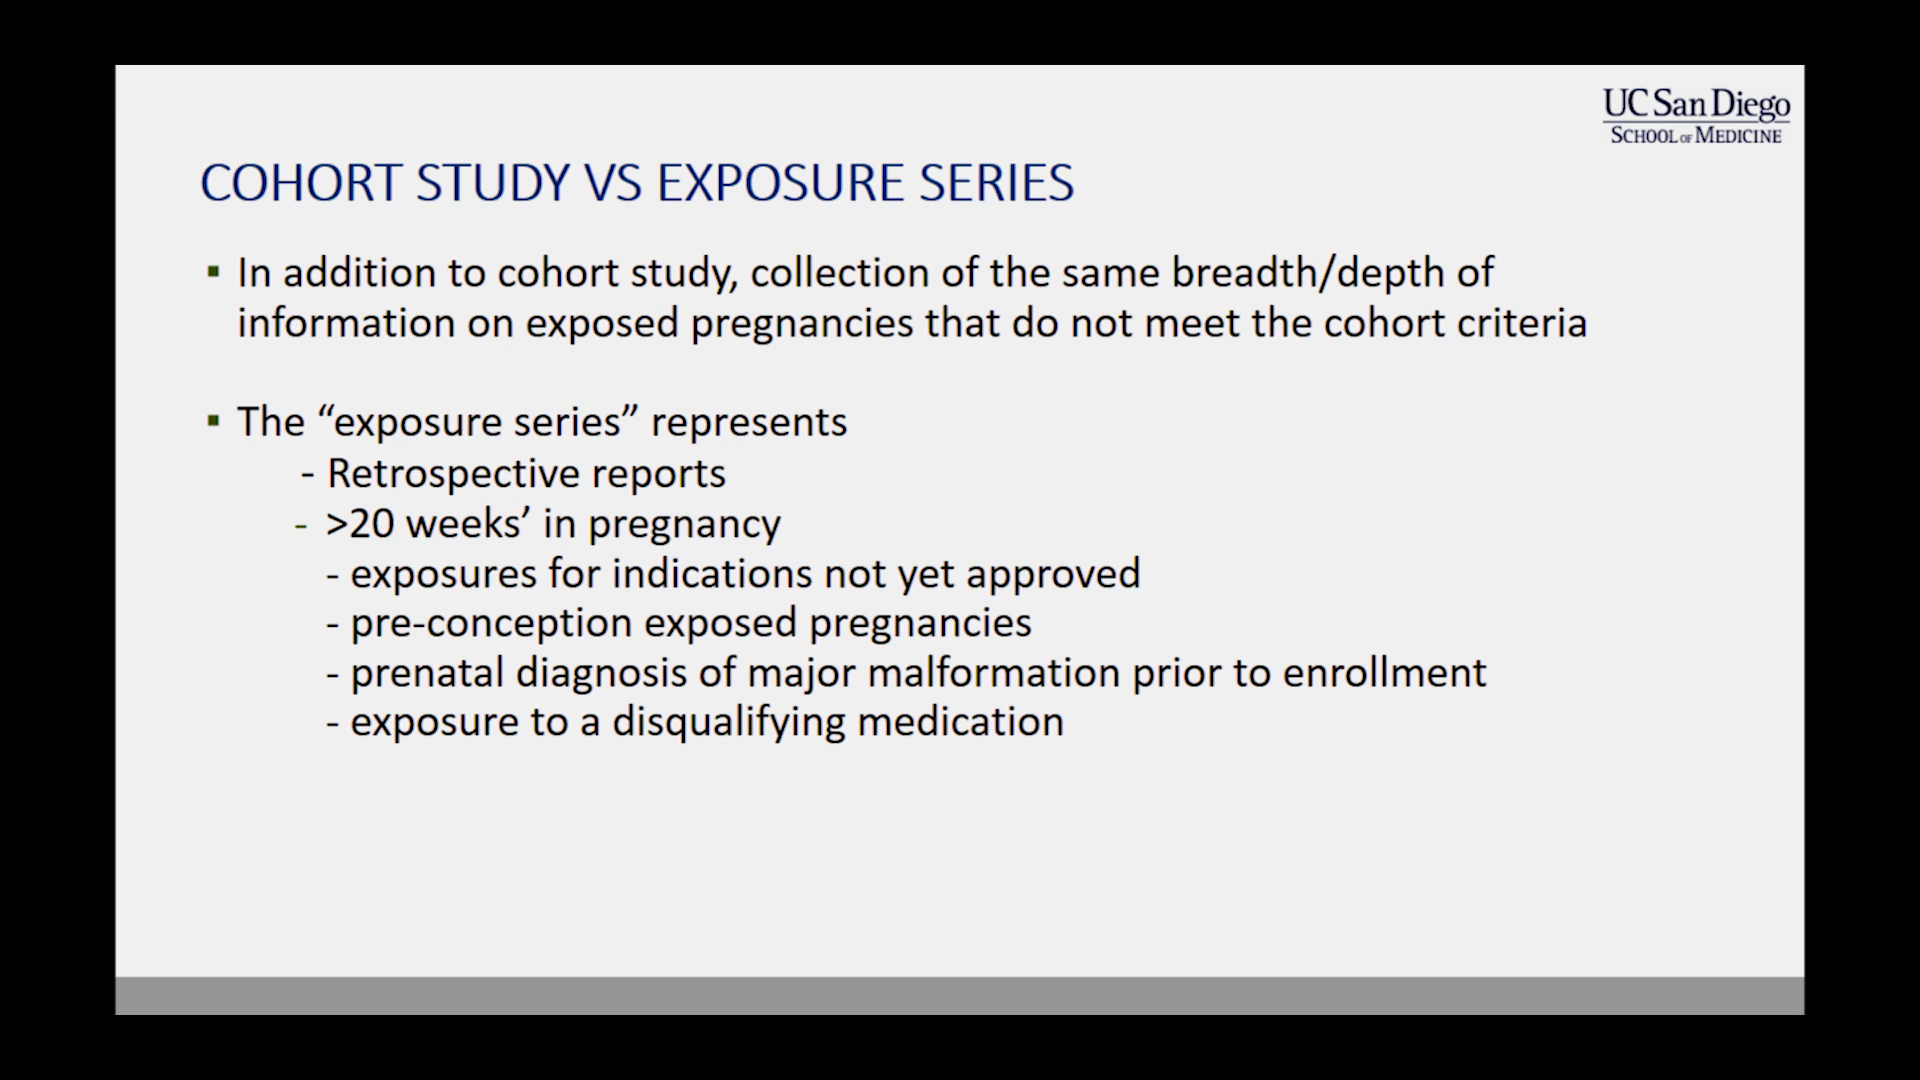 UC San Diego
SCHOOL OF MEDICINE
COHORT STUDY VS EXPOSURE SERIES
▪ In addition to cohort study, collection of the same breadth/depth of
information on exposed pregnancies that do not meet the cohort criteria
▪ The “exposure series” represents
- Retrospective reports
- >20 weeks’ in pregnancy
- exposures for indications not yet approved
- pre-conception exposed pregnancies
- prenatal diagnosis of major malformation prior to enrollment
- exposure to a disqualifying medication